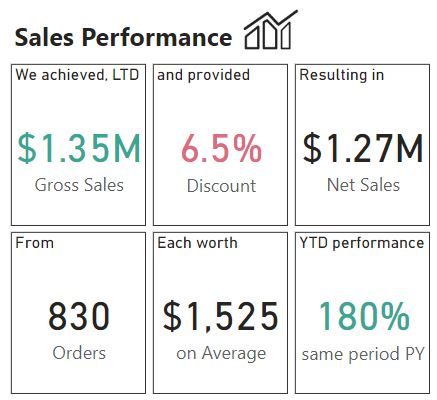 Sales Performance
We achieved, LTD
$1.35M
Gross Sales
and provided
6.5%
Discount
Resulting in
$1.27M
Net Sales
From
830
Orders
Each worth
$1,525
on Average
YTD performance
180%
same period PY